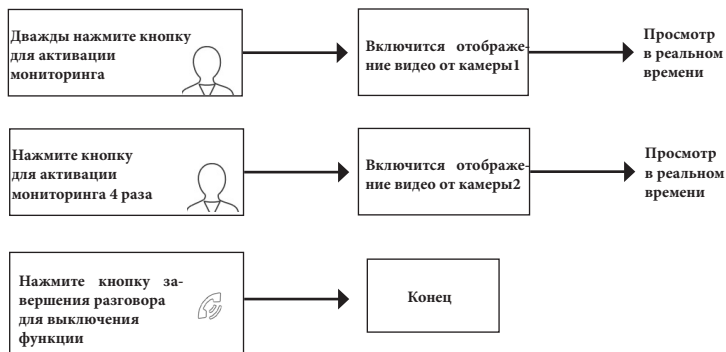 Дважды нажмите кнопку
для активации
мониторинга
Включится отображе-
ние видео от камеры1
Просмотр
в реальном
времени
Нажмите кнопку
для активации
мониторинга 4 раза
Включится отображе-
ние видео от камеры2
Просмотр
в реальном
времени
Нажмите кнопку за-
вершения разговора
для выключения
функции
Конец